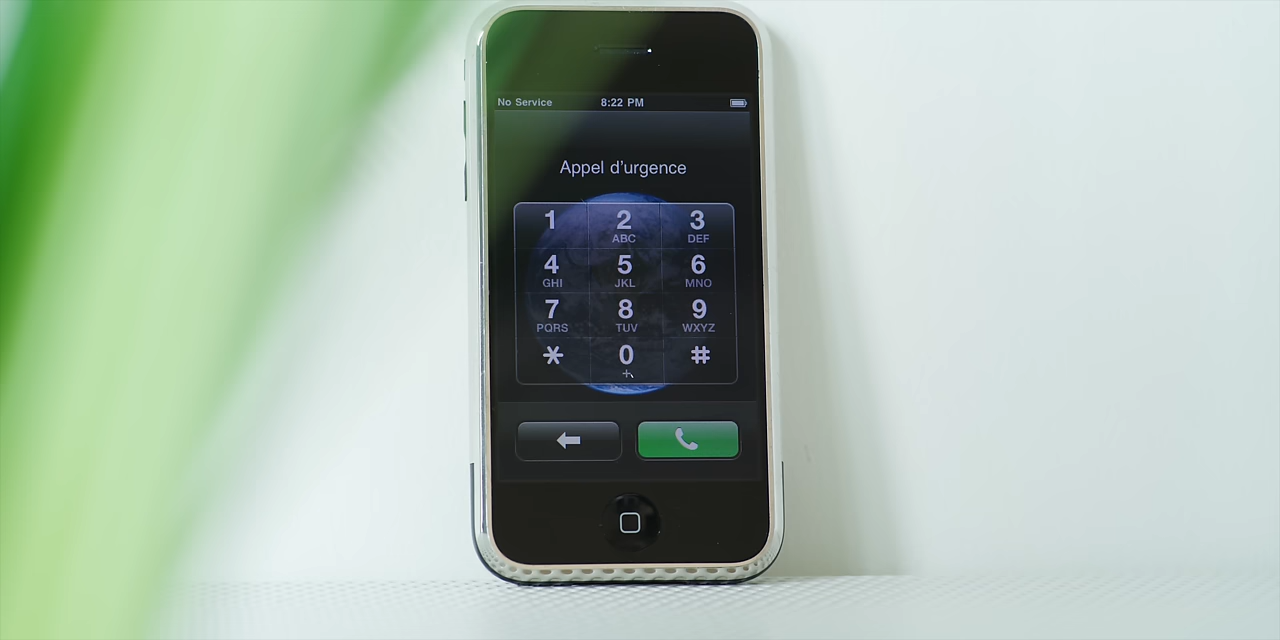 No Service 8:22 PM
Appel d’urgence
1 2 3
ABC DEF
4 5 6
GHI JKL MNO
7 8 9
PQRS TUV WXYZ
* 0 #
+